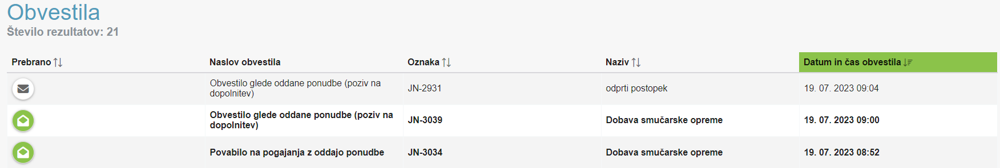 Obvestila
Število rezultatov: 21
Prebrano Naslov obvestila Oznaka Naziv Datum in čas obvestila
Obvestilo glede oddane ponudbe (poziv na
dopolnitev) JN-2931 odprti postopek 19. 07. 2023 09:04
Obvestilo glede oddane ponudbe (poziv na
dopolnitev) JN-3039 Dobava smučarske opreme 19. 07. 2023 09:00
Povabilo na pogajanja z oddajo ponudbe JN-3034 Dobava smučarske opreme 19. 07. 2023 08:52